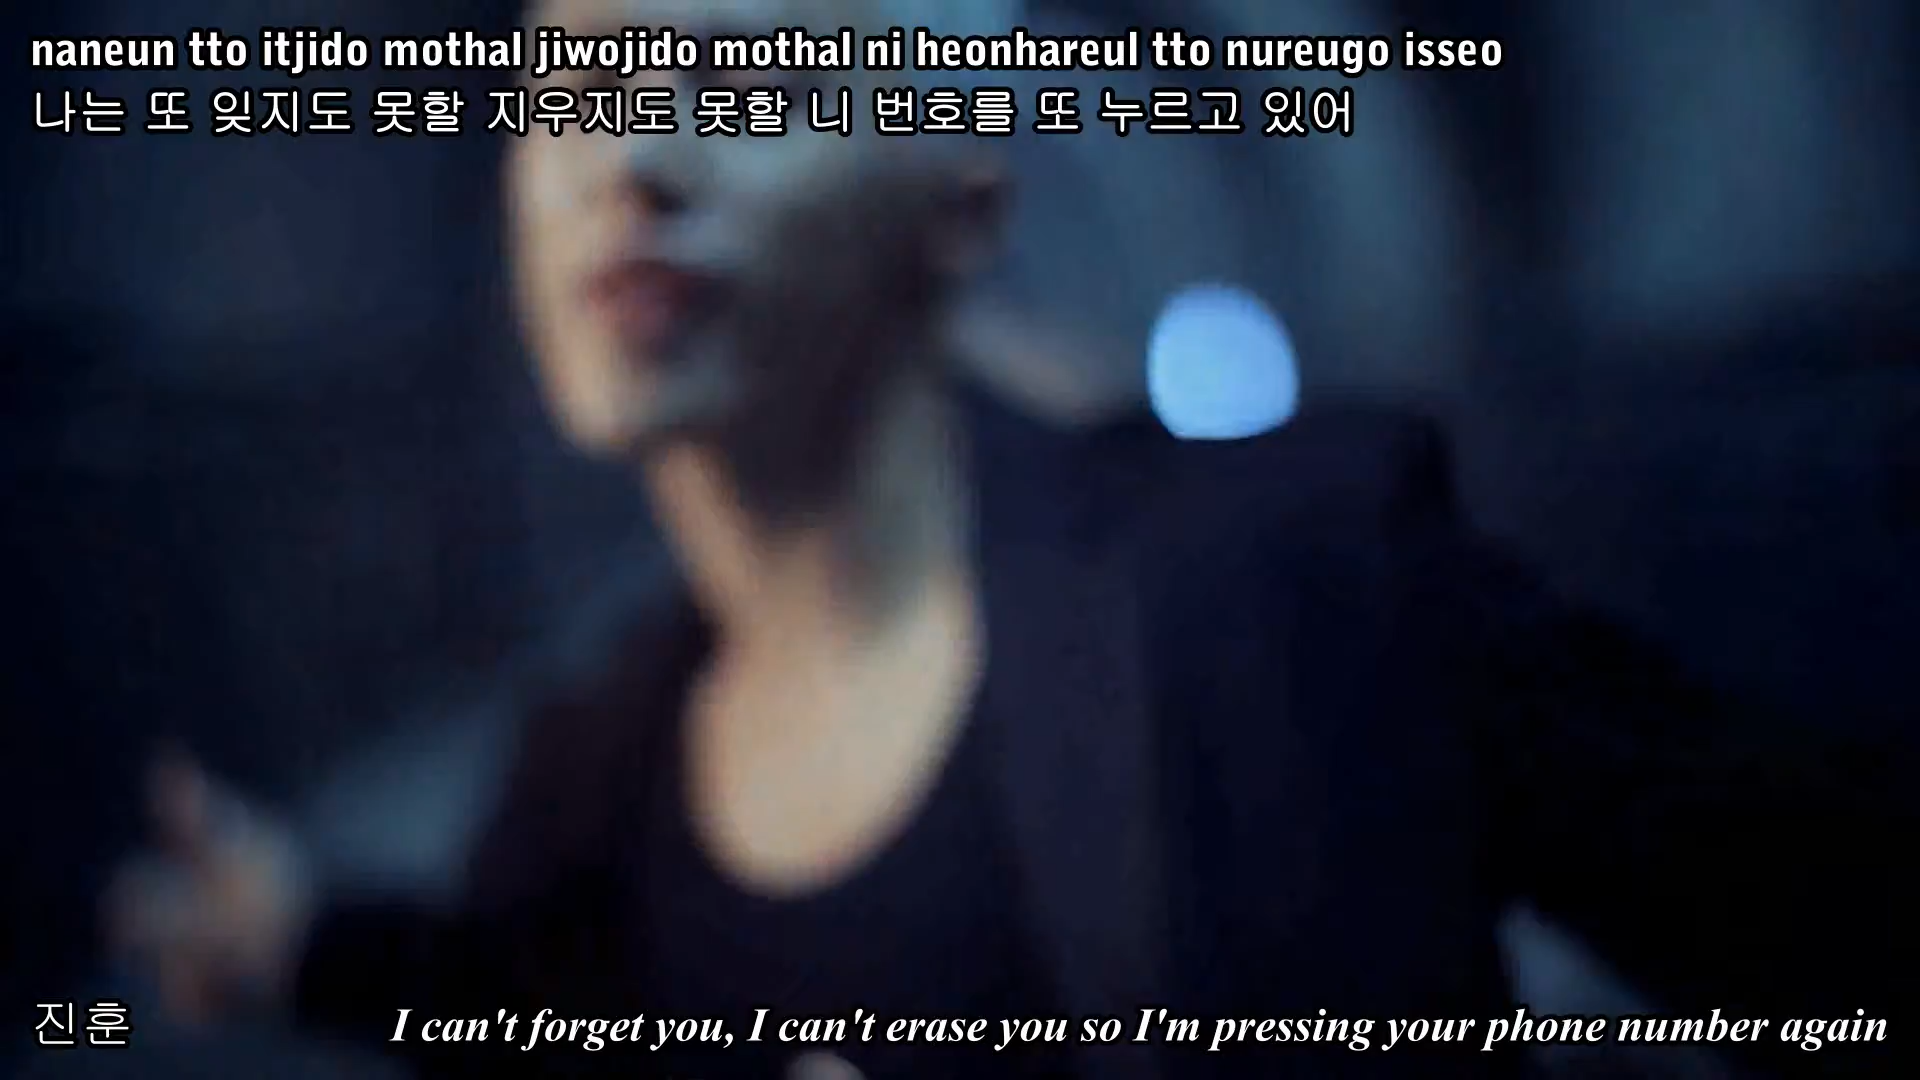 naneun tto itjido mothal jiwojido mothal ni heonhareul tto nureugo isseo
나는 또 잊지도 못할 지우지도 못할 니 번호를 또 누르고 있어
진훈
I can't forget you, I can't erase you so I'm pressing your phone number again